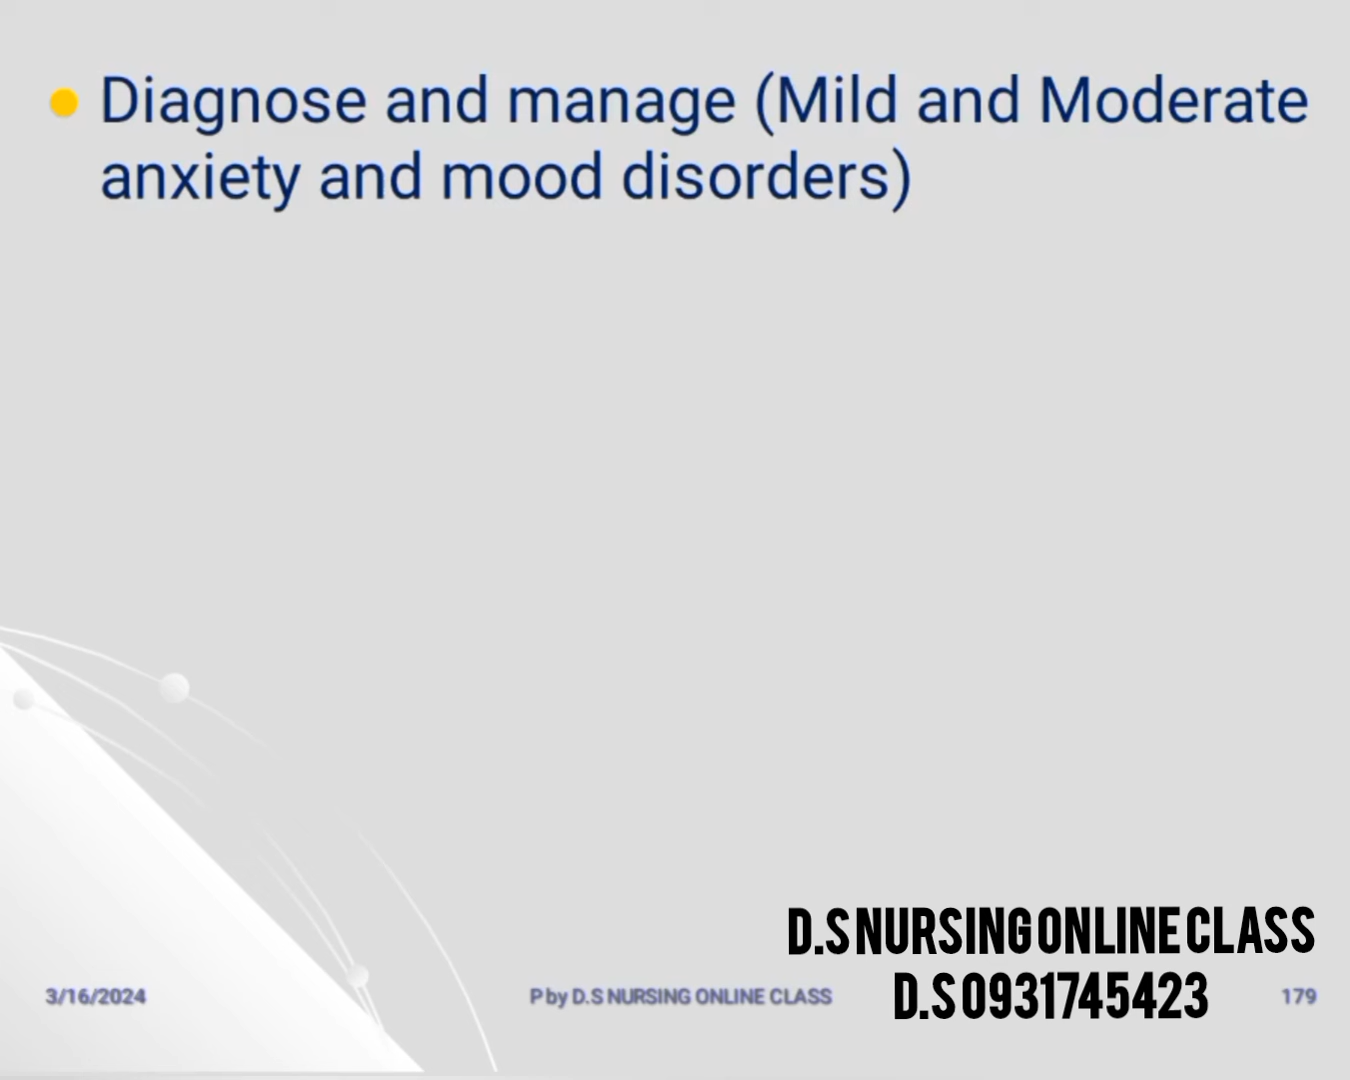 Diagnose and manage (Mild and Moderate
anxiety and mood disorders)
D.S NURSING ONLINE CLASS
D.S 0931745423
3/16/2024
P by D.S NURSING ONLINE CLASS
179